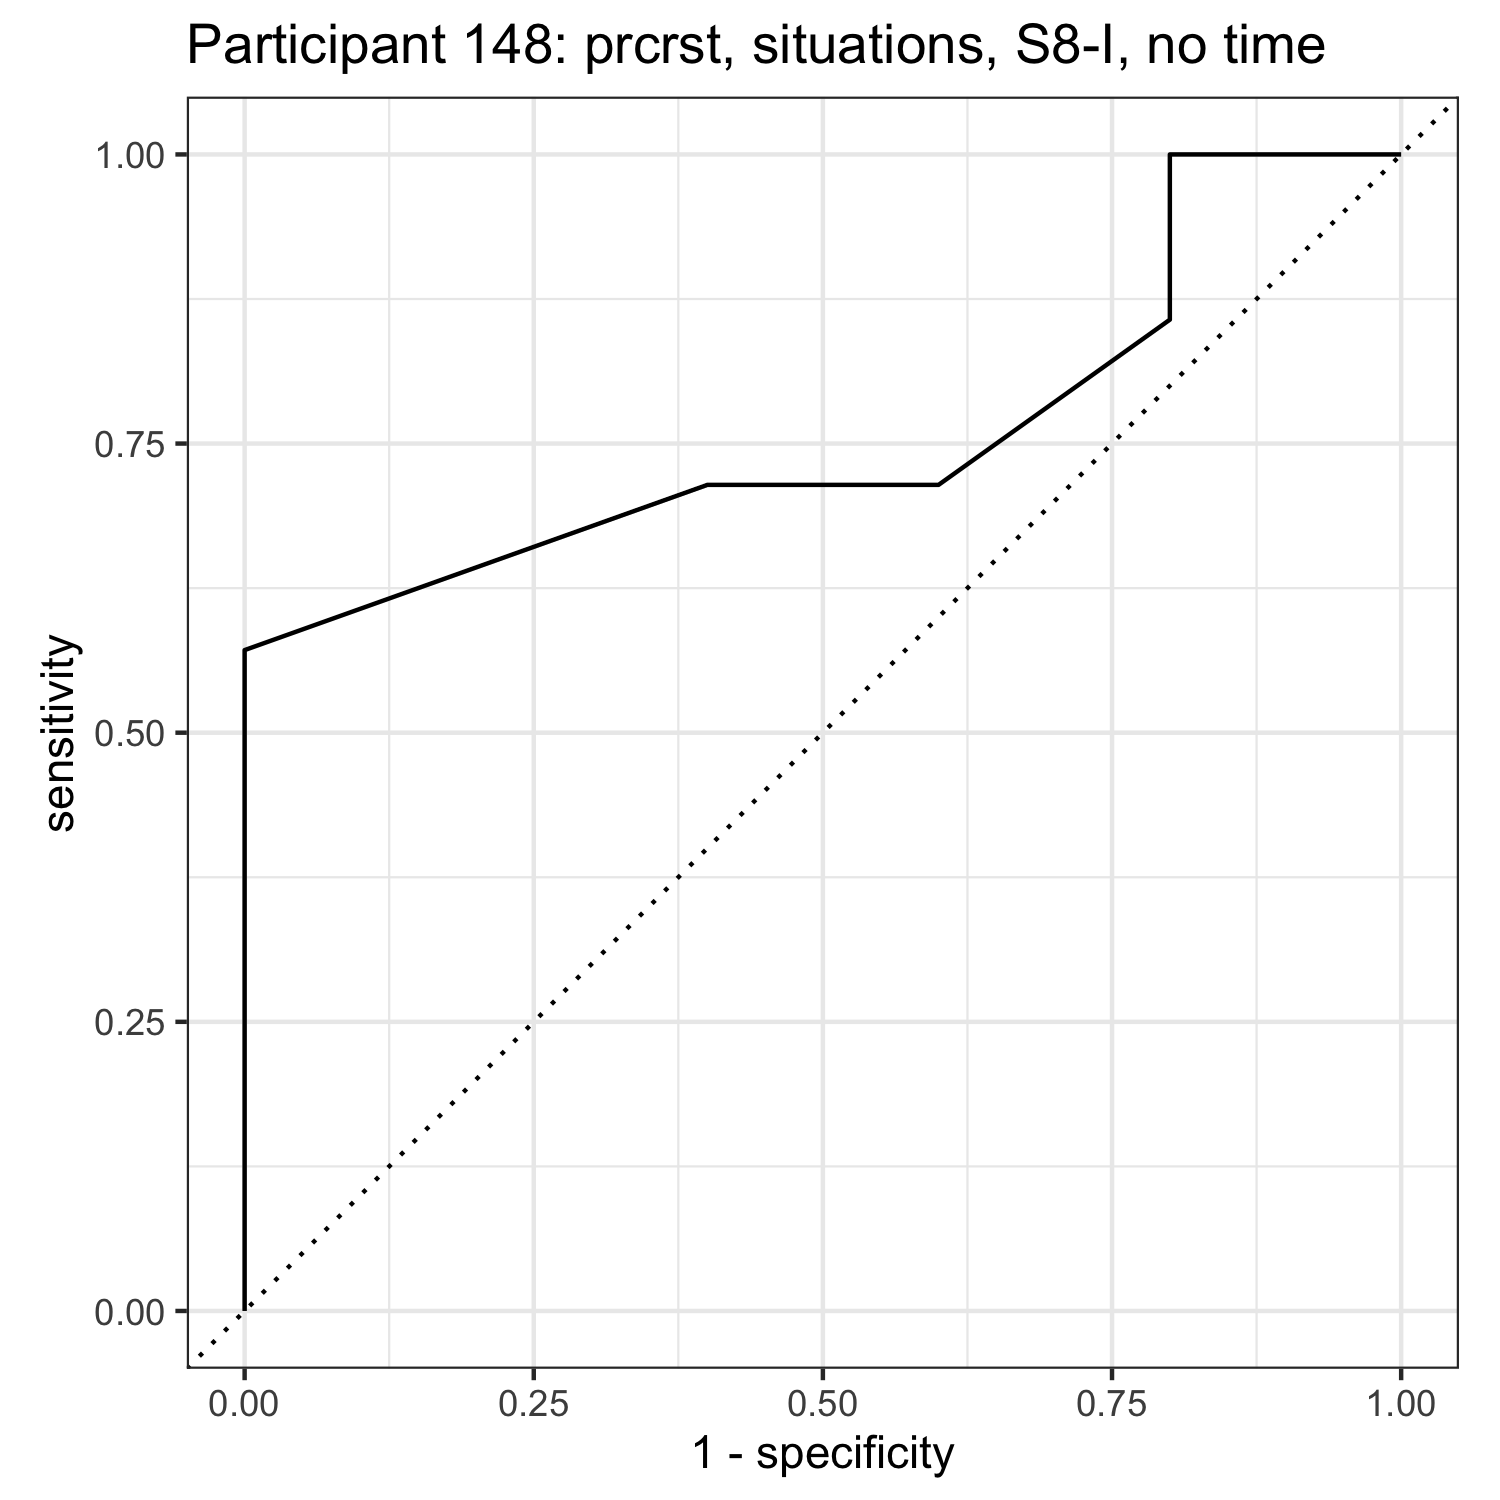 Participant 148: prcrst, situations, S8-I, no time
1.00
0.75
0.50
0.25
0.00
sensitivity
0.00 0.25 0.50 0.75 1.00
1 - specificity